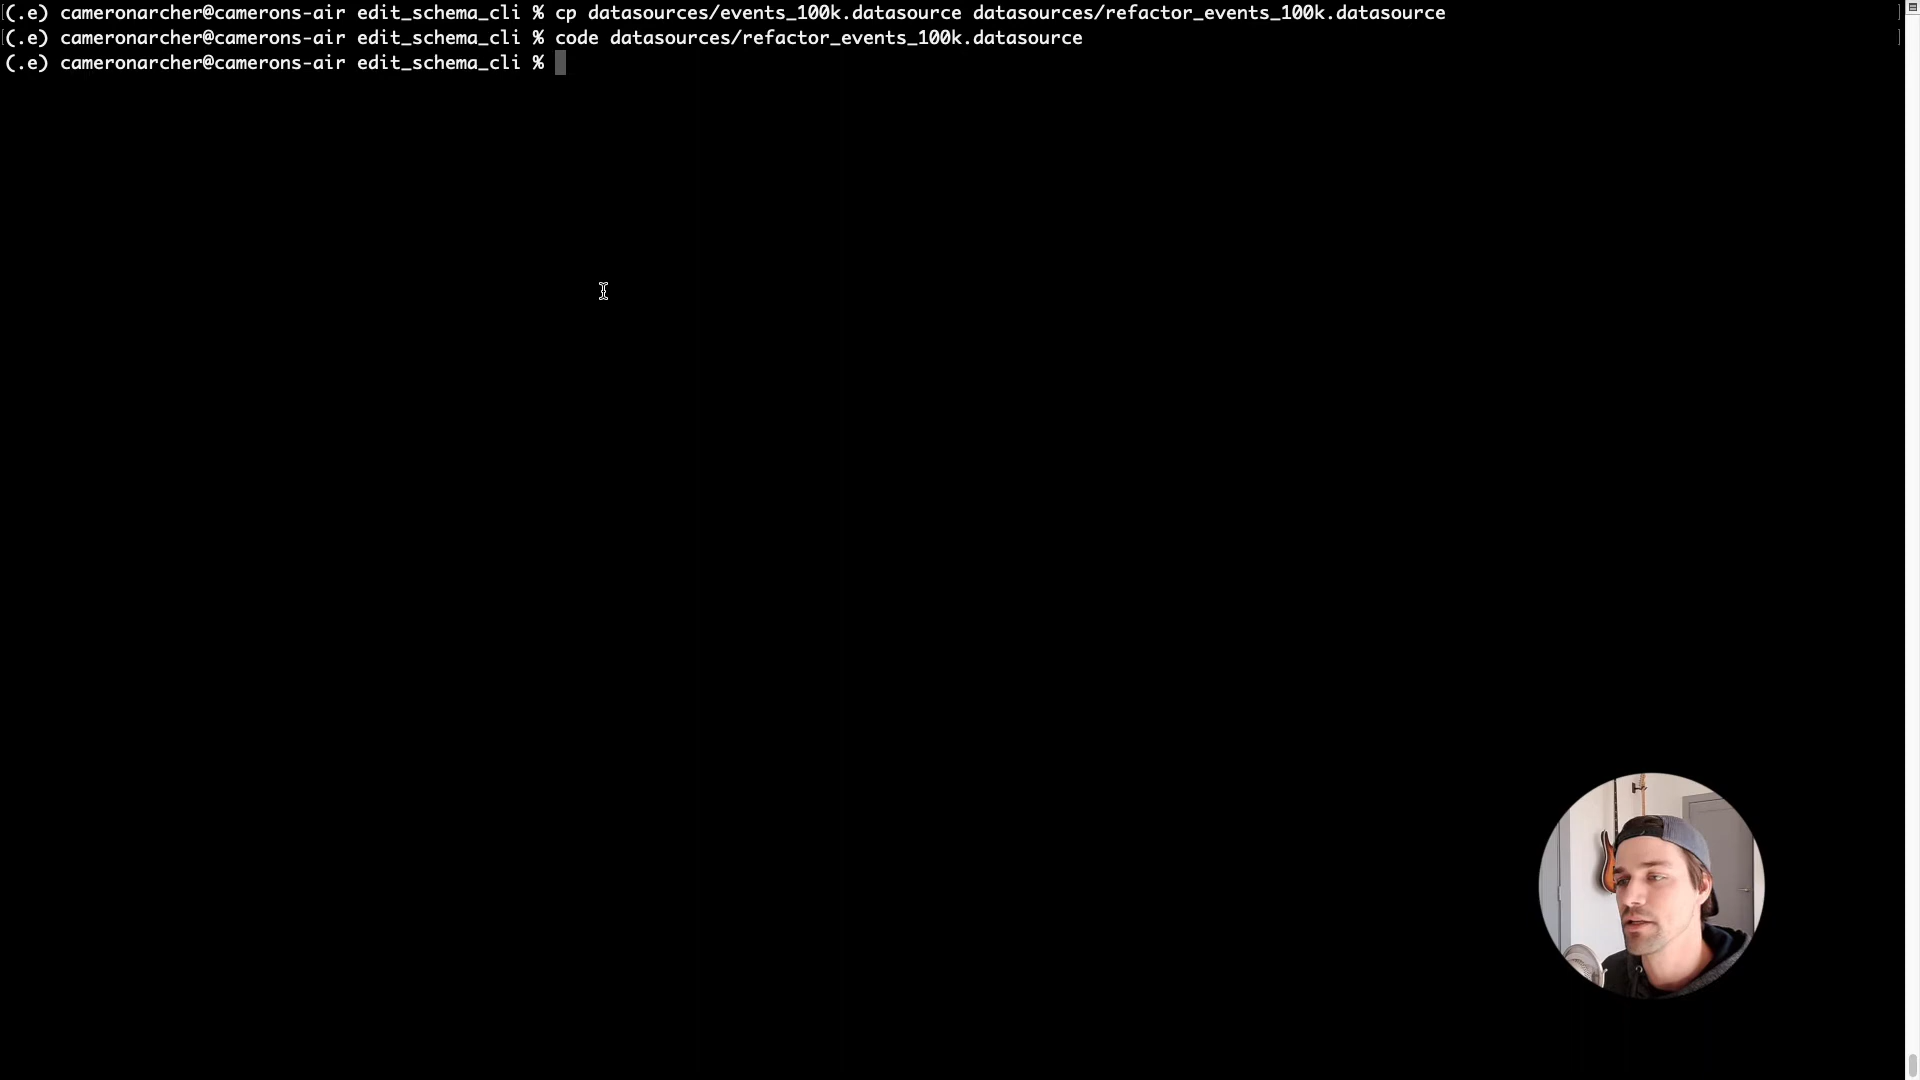 (.e) cameronarcher@camerons-air edit_schema_cli % cp datasources/events_100k.datasource datasources/refactor_events_100k.datasource
(.e) cameronarcher@camerons-air edit_schema_cli % code datasources/refactor_events_100k.datasource
(.e) cameronarcher@camerons-air edit_schema_cli %